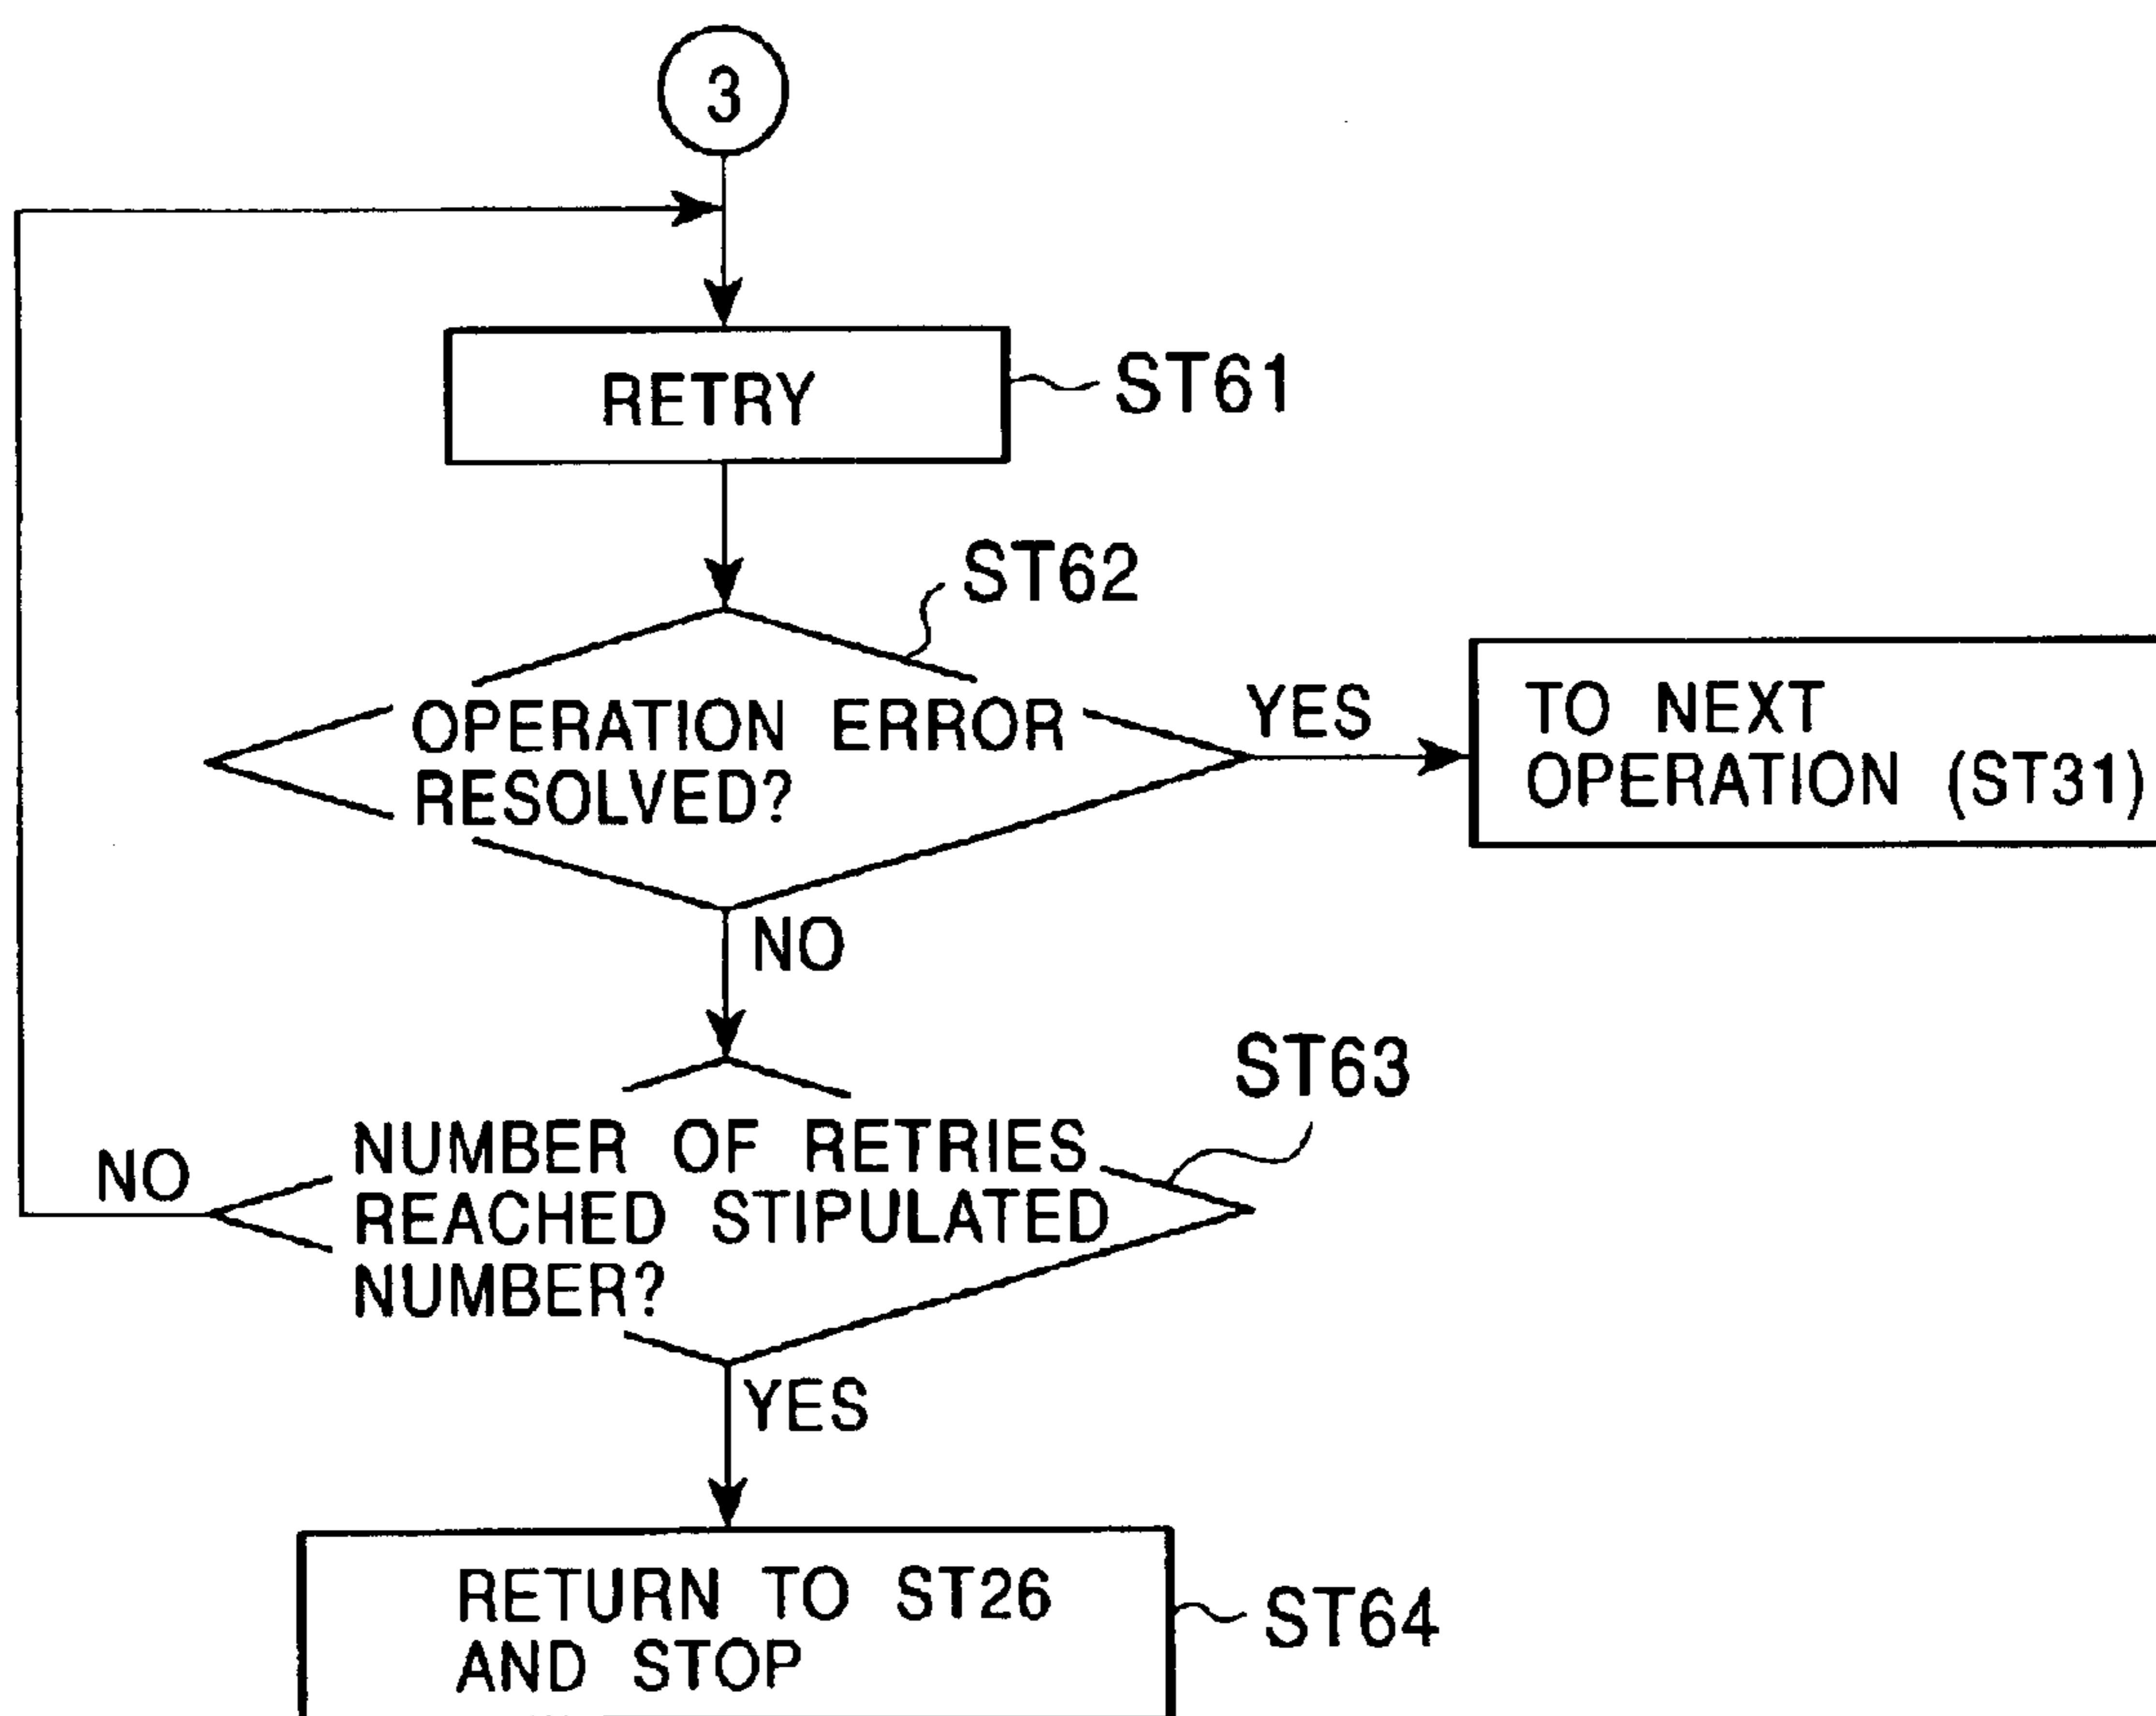 3
RETRY
ST61
ST62
OPERATION ERROR
RESOLVED?
YES
TO NEXT
OPERATION (ST31)
NO
ST63
NUMBER OF RETRIES
REACHED STIPULATED
NUMBER?
NO
YES
RETURN TO ST26
AND STOP
ST64